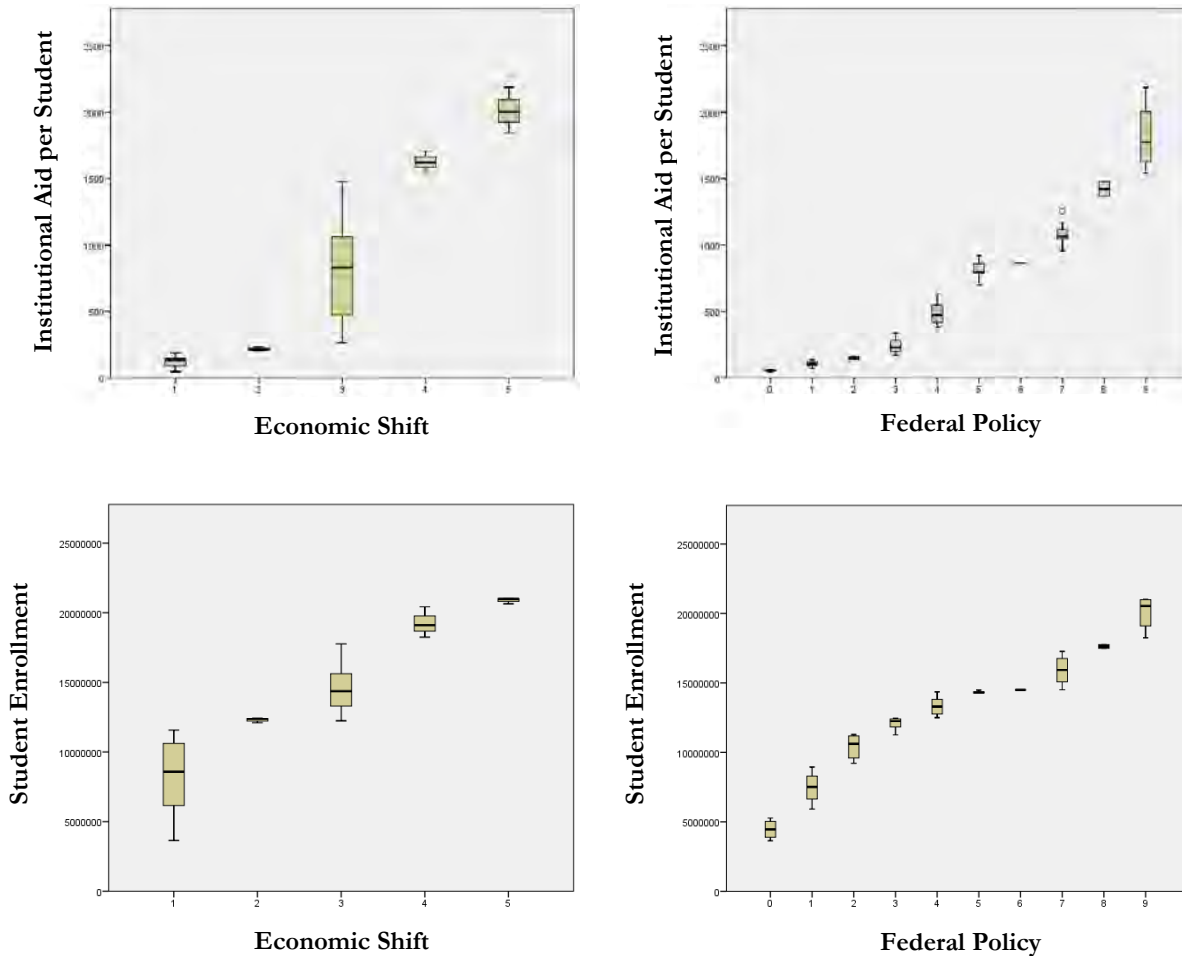 Institutional Aid per Student
2500
2000
1500
1000
500
0
1 2 3 4 5
Economic Shift
Institutional Aid per Student
2500
2000
1500
1000
500
0
0 1 2 3 4 5 6 7 8 9
Federal Policy
Student Enrollment
25000000
20000000
15000000
10000000
5000000
0
1 2 3 4 5
Economic Shift
Student Enrollment
25000000
20000000
15000000
10000000
5000000
0
0 1 2 3 4 5 6 7 8 9
Federal Policy